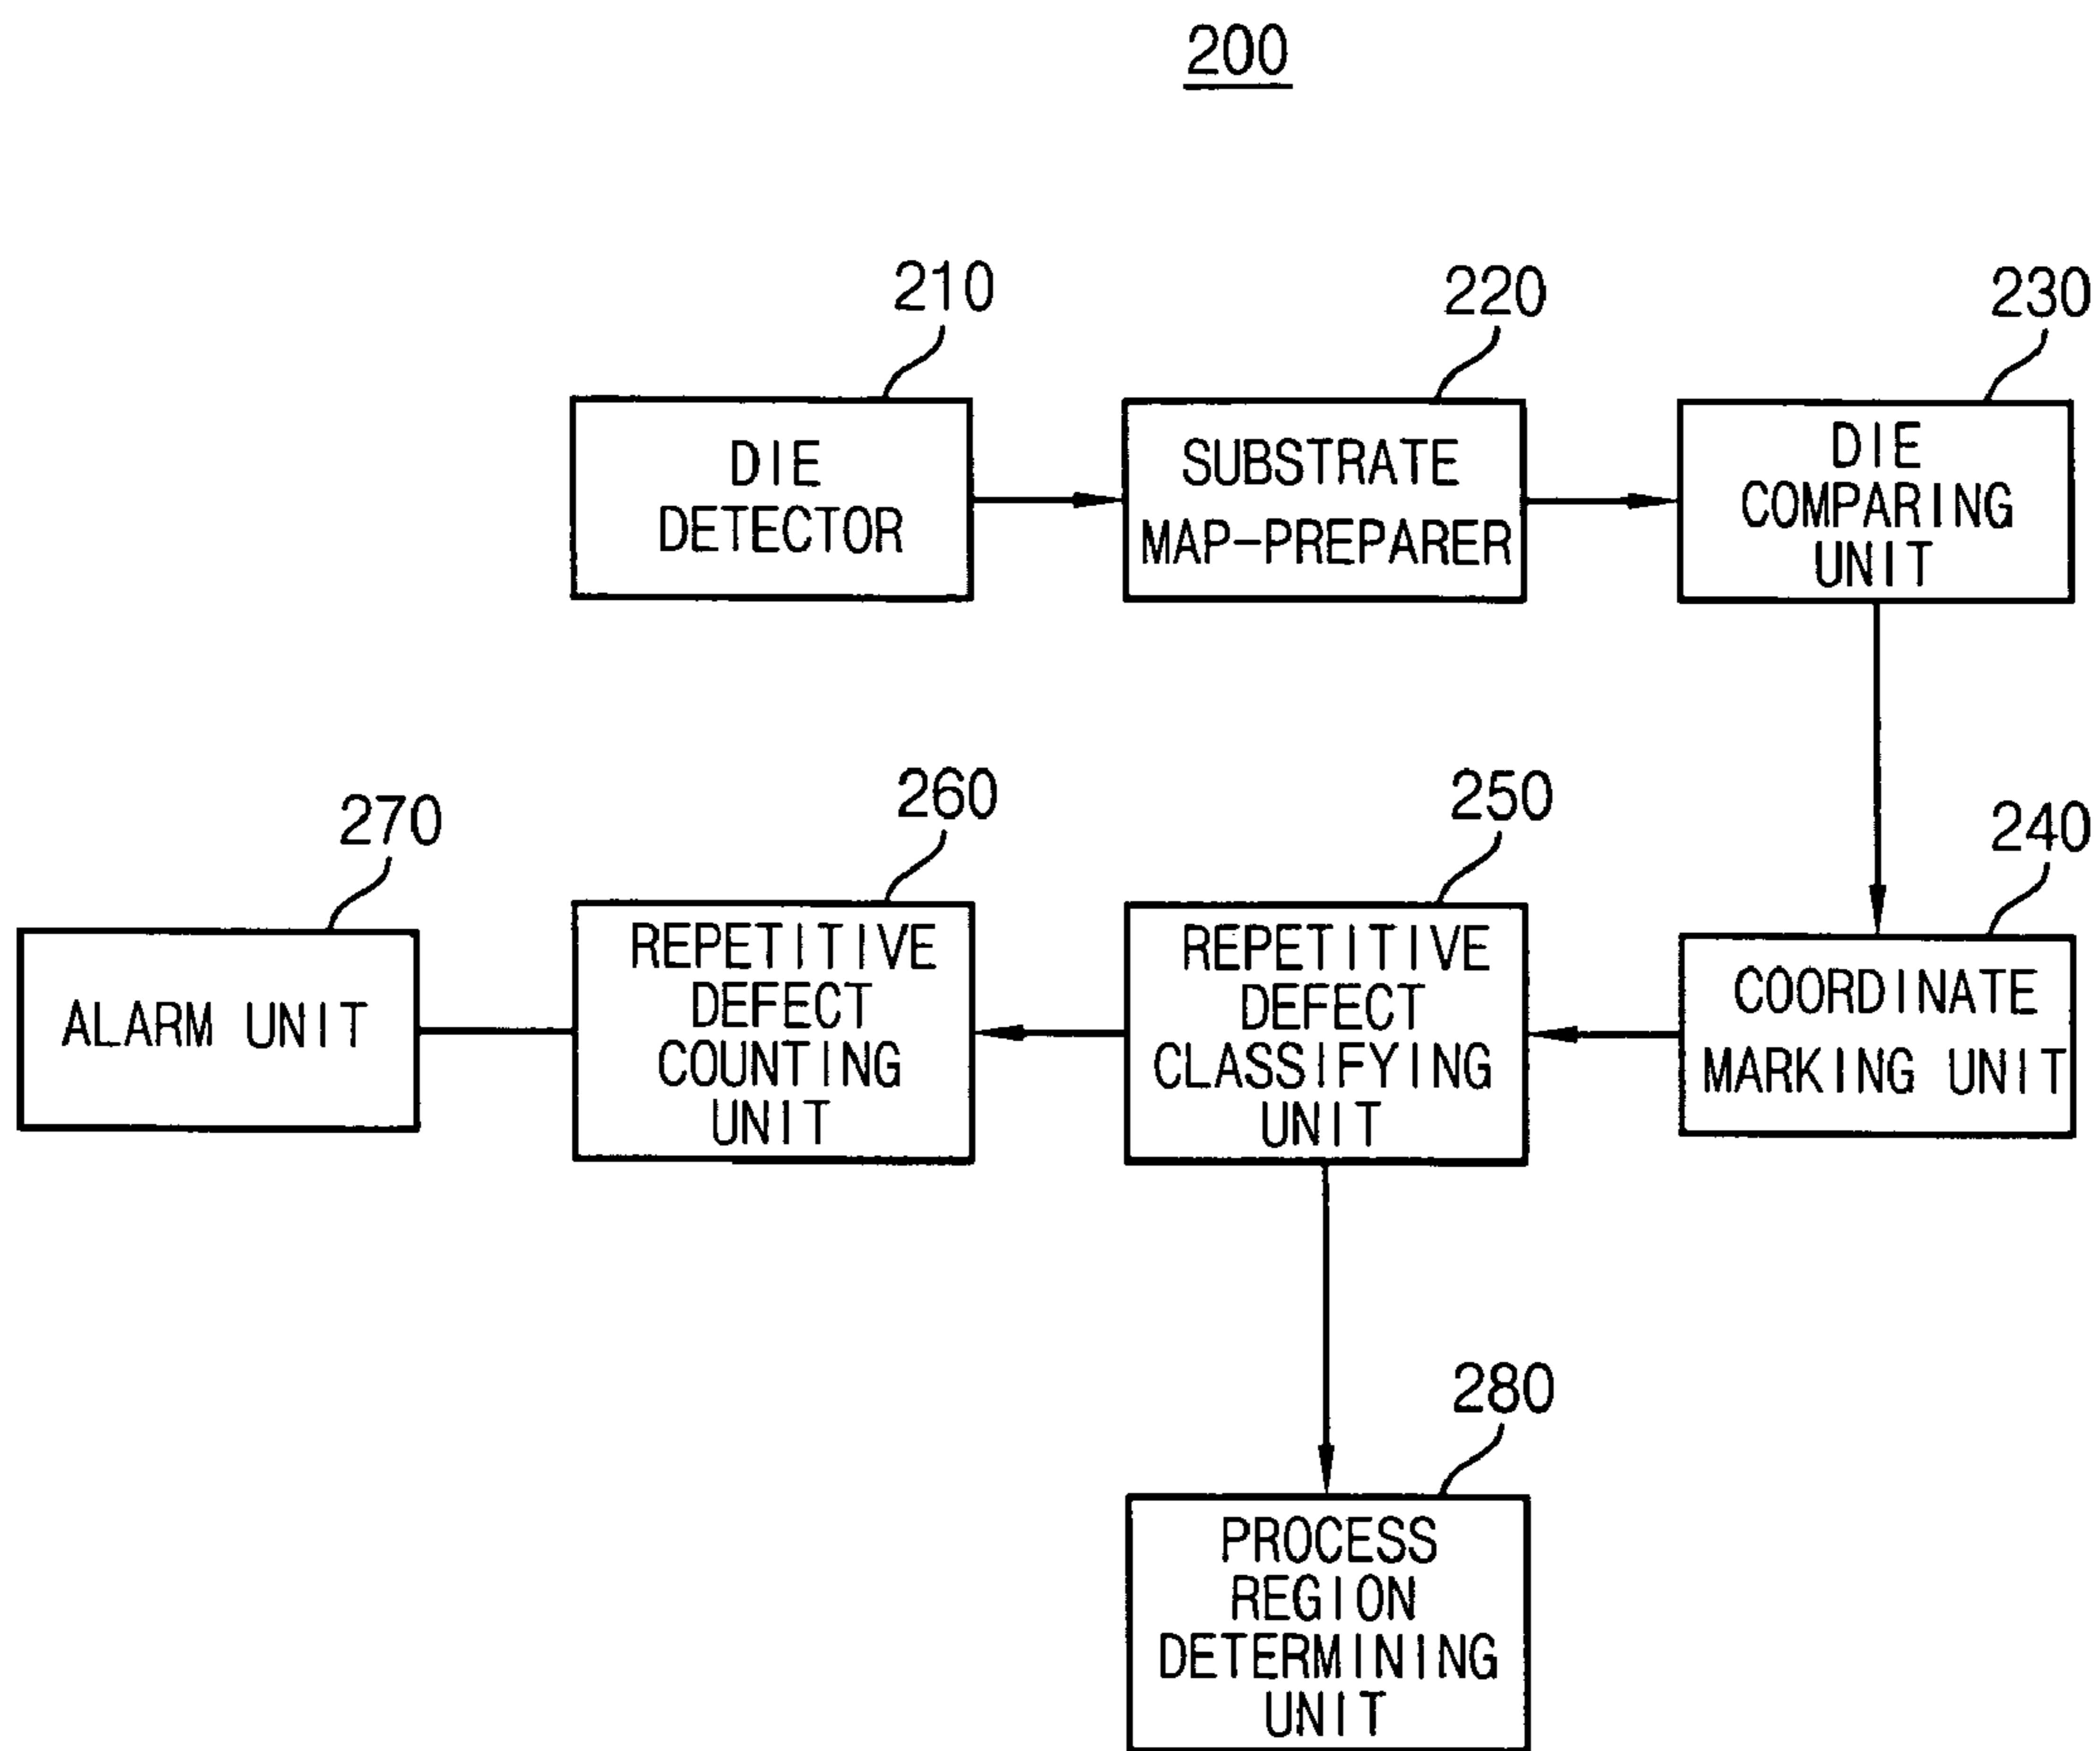 200
210
220
230
DIE
DETECTOR
SUBSTRATE
MAP-PREPARER
DIE
COMPARING
UNIT
270
260
250
240
ALARM UNIT
REPETITIVE
DEFECT
COUNTING
UNIT
REPETITIVE
DEFECT
CLASSIFYING
UNIT
COORDINATE
MARKING UNIT
280
PROCESS
REGION
DETERMINING
UNIT